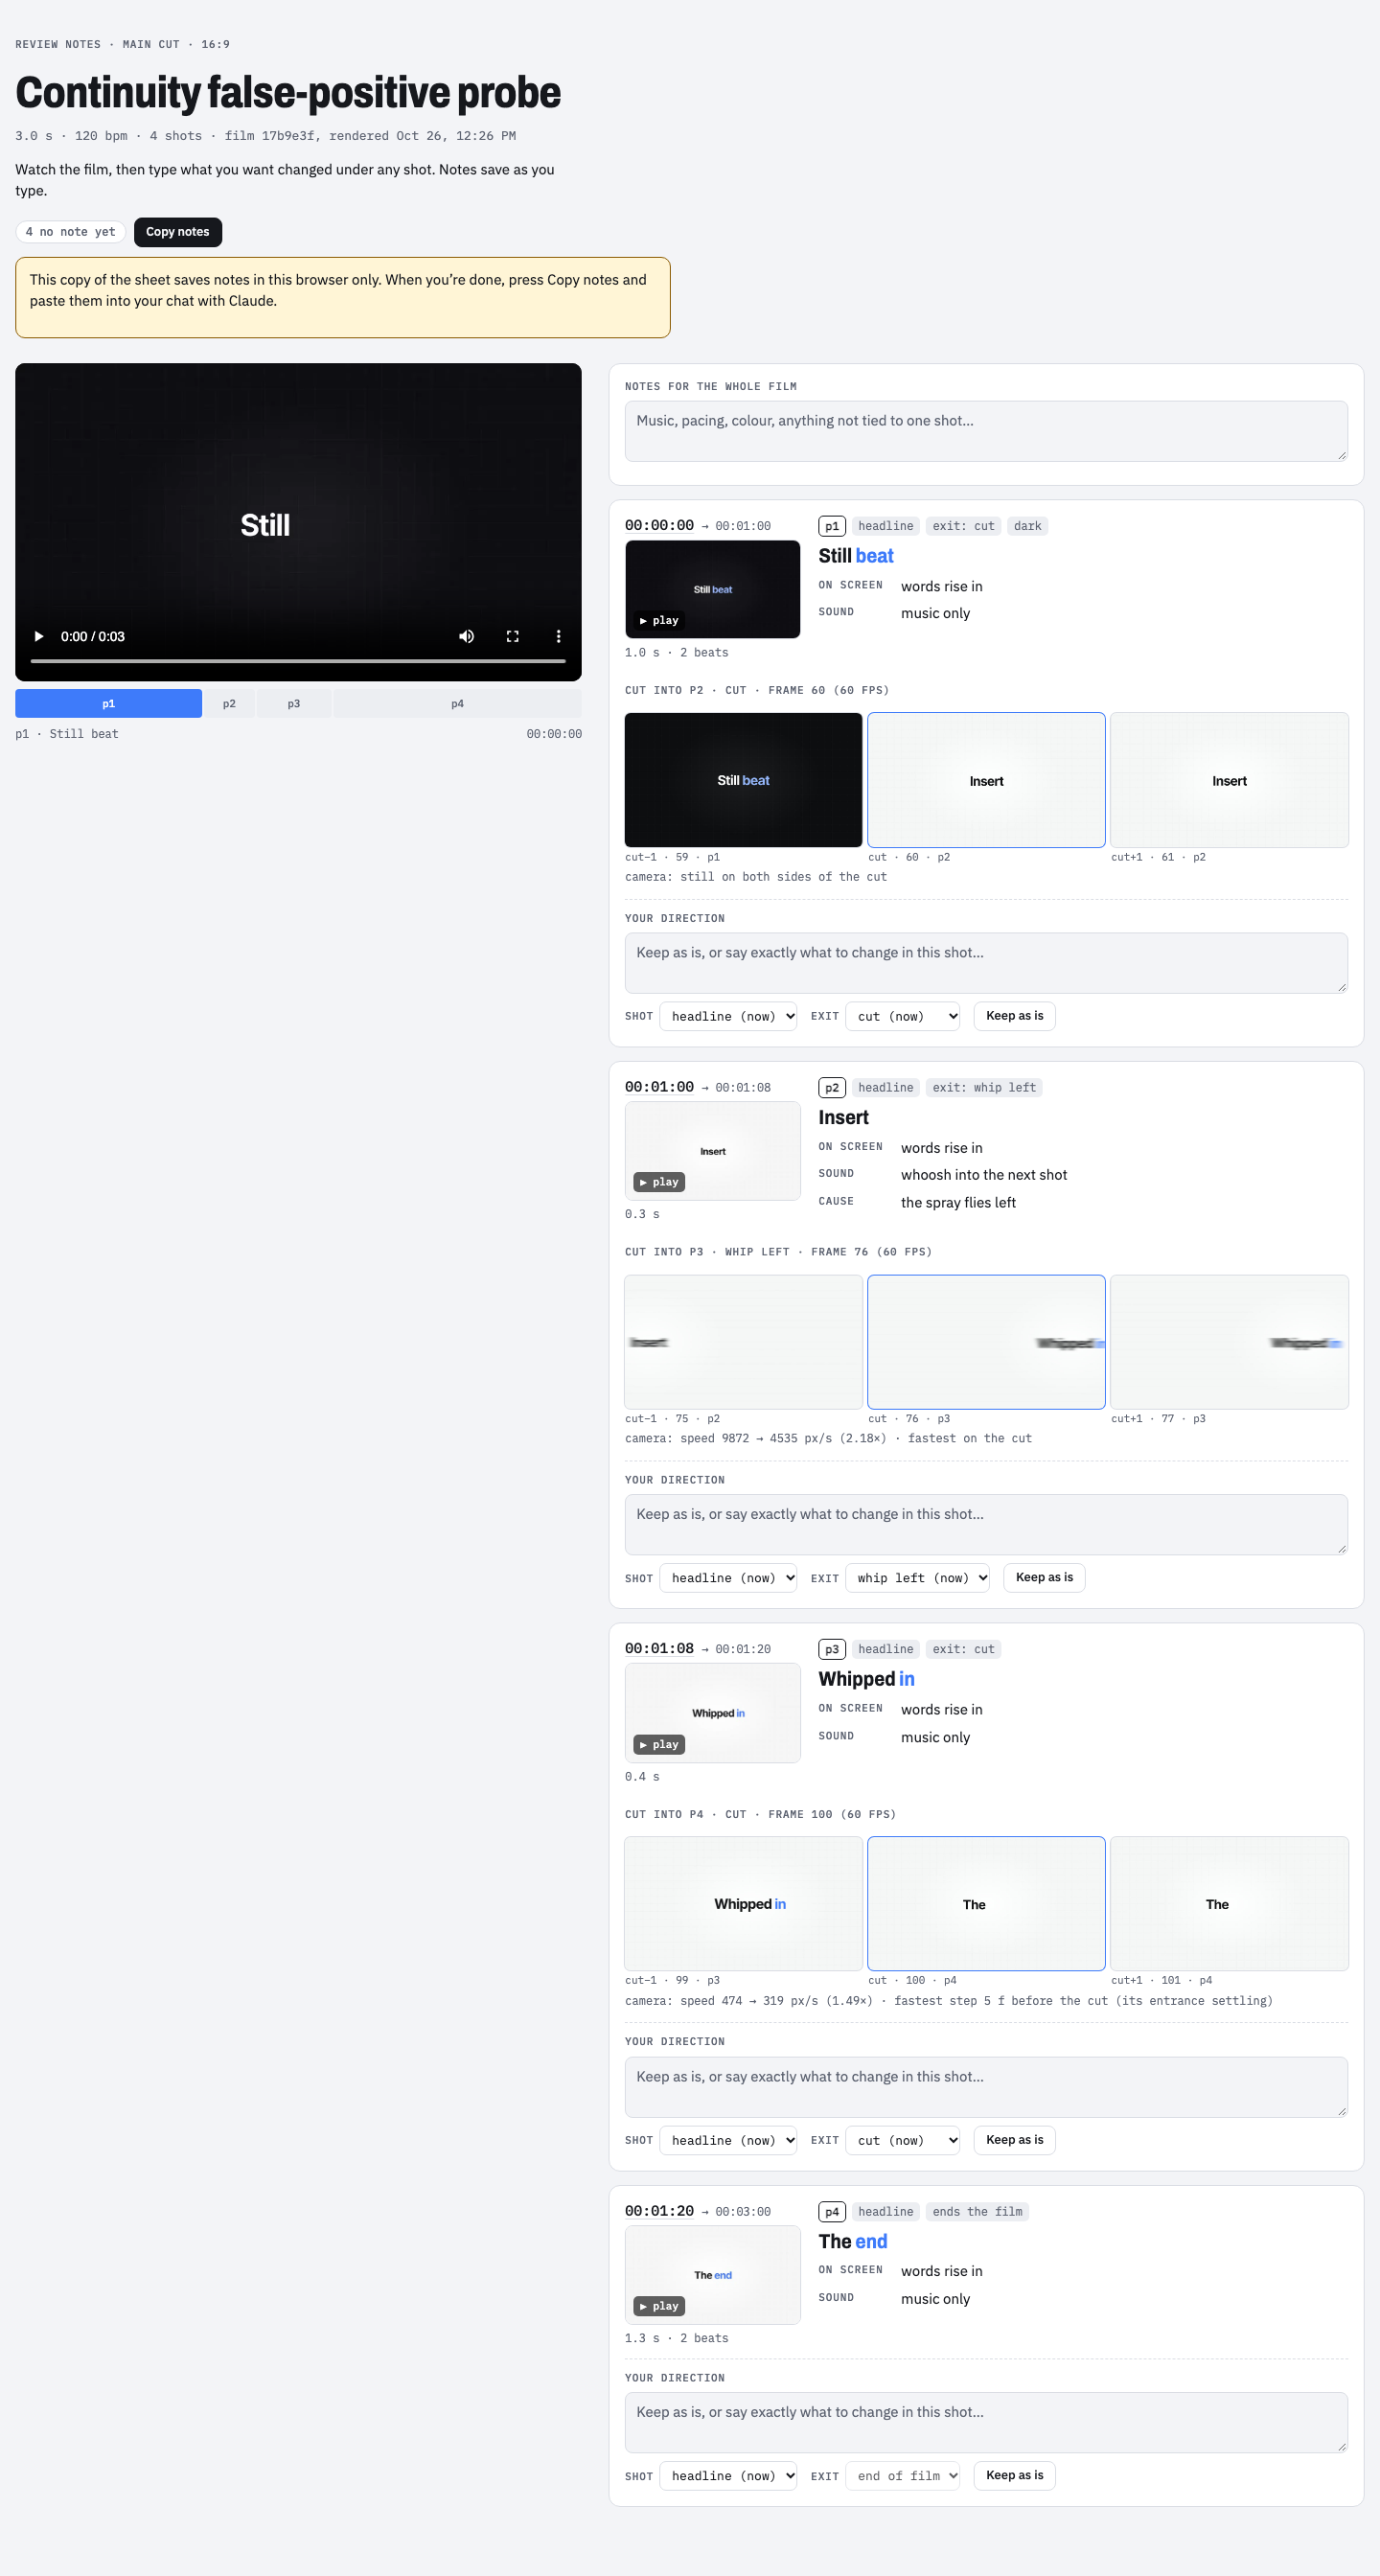 REVIEW NOTES · MAIN CUT · 16:9
Continuity false-positive probe
3.0 s · 120 bpm · 4 shots · film 17b9e3f, rendered Oct 26, 12:26 PM
Watch the film, then type what you want changed under any shot. Notes save as you
type.
4 no note yet
Copy notes
This copy of the sheet saves notes in this browser only. When you’re done, press Copy notes and
paste them into your chat with Claude.
Still
0:00 / 0:03
p1
p2
p3
p4
p1 · Still beat
00:00:00
NOTES FOR THE WHOLE FILM
Music, pacing, colour, anything not tied to one shot…
00:00:00 → 00:01:00
Still beat
▶ play
1.0 s · 2 beats
p1 headline exit: cut dark
Still beat
ON SCREEN words rise in
SOUND music only
CUT INTO P2 · CUT · FRAME 60 (60 FPS)
Still beat
Insert
Insert
cut−1 · 59 · p1
cut · 60 · p2
cut+1 · 61 · p2
camera: still on both sides of the cut
YOUR DIRECTION
Keep as is, or say exactly what to change in this shot…
SHOT headline (now) EXIT cut (now) Keep as is
00:01:00 → 00:01:08
Insert
▶ play
0.3 s
p2 headline exit: whip left
Insert
ON SCREEN words rise in
SOUND whoosh into the next shot
CAUSE the spray flies left
CUT INTO P3 · WHIP LEFT · FRAME 76 (60 FPS)
Insert
Whipped in
Whipped in
cut−1 · 75 · p2
cut · 76 · p3
cut+1 · 77 · p3
camera: speed 9872 → 4535 px/s (2.18×) · fastest on the cut
YOUR DIRECTION
Keep as is, or say exactly what to change in this shot…
SHOT headline (now) EXIT whip left (now) Keep as is
00:01:08 → 00:01:20
Whipped in
▶ play
0.4 s
p3 headline exit: cut
Whipped in
ON SCREEN words rise in
SOUND music only
CUT INTO P4 · CUT · FRAME 100 (60 FPS)
Whipped in
The
The
cut−1 · 99 · p3
cut · 100 · p4
cut+1 · 101 · p4
camera: speed 474 → 319 px/s (1.49×) · fastest step 5 f before the cut (its entrance settling)
YOUR DIRECTION
Keep as is, or say exactly what to change in this shot…
SHOT headline (now) EXIT cut (now) Keep as is
00:01:20 → 00:03:00
The end
▶ play
1.3 s · 2 beats
p4 headline ends the film
The end
ON SCREEN words rise in
SOUND music only
YOUR DIRECTION
Keep as is, or say exactly what to change in this shot…
SHOT headline (now) EXIT end of film Keep as is